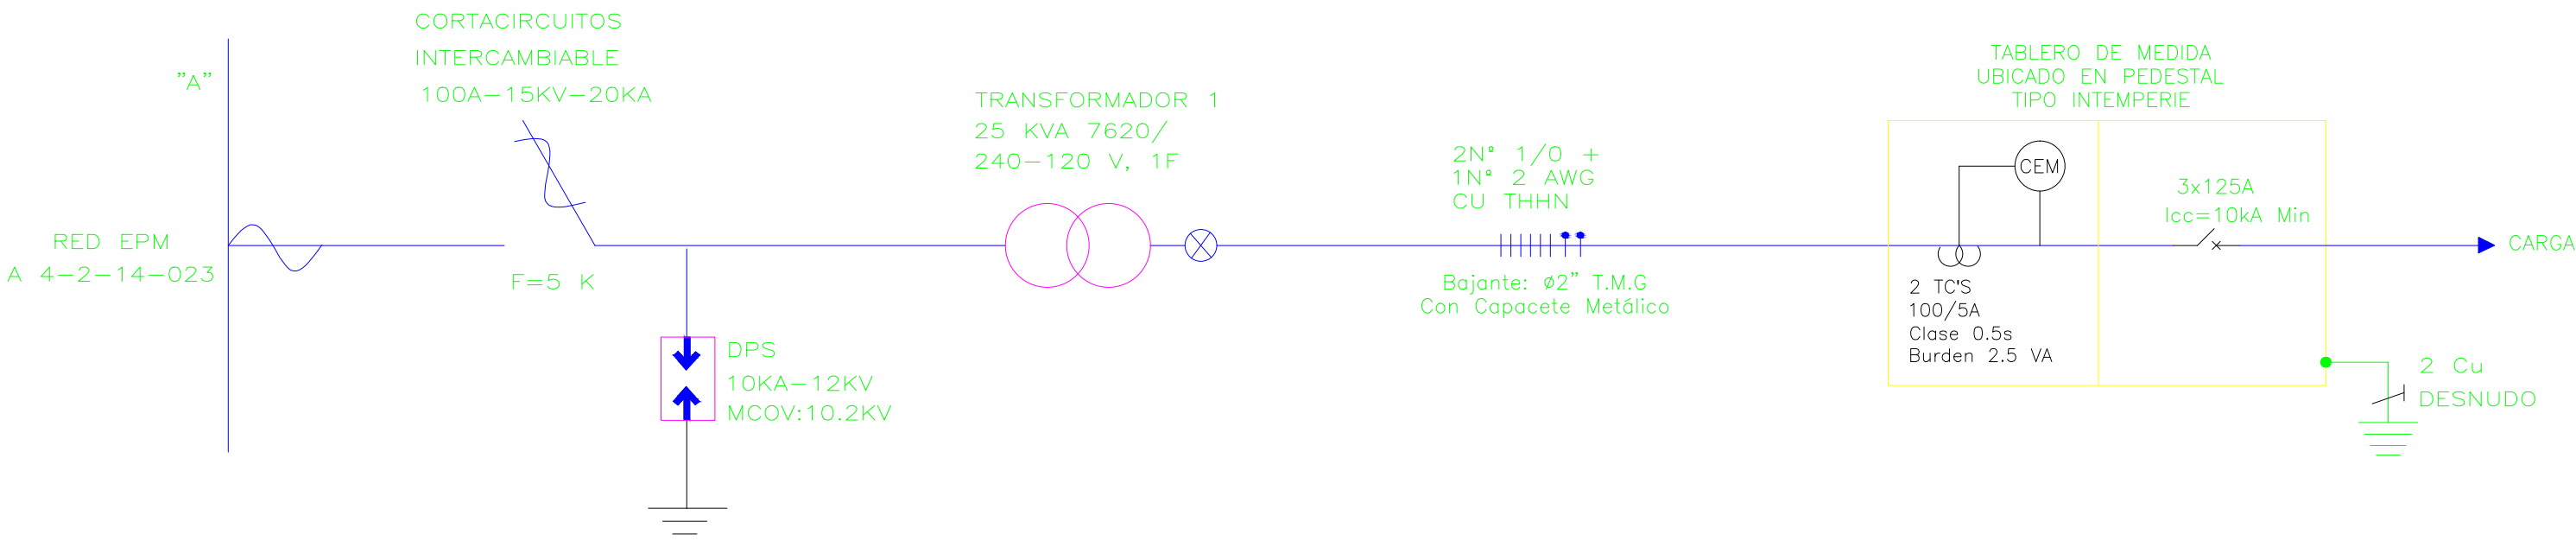 "A"
RED EPM
A 4-2-14-023
CORTACIRCUITOS
INTERCAMBIABLE
100A-15KV-20KA
F=5 K
DPS
10KA-12KV
MCOV:10.2KV
TRANSFORMADOR 1
25 KVA 7620/
240-120 V, 1F
2N° 1/0 +
1N° 2 AWG
CU THHN
Bajante: ø2" T.M.G
Con Capacete Metálico
TABLERO DE MEDIDA
UBICADO EN PEDESTAL
TIPO INTEMPERIE
CEM
2 TC'S
100/5A
Clase 0.5s
Burden 2.5 VA
3x125A
Icc=10kA Min
CARGA
2 Cu
DESNUDO